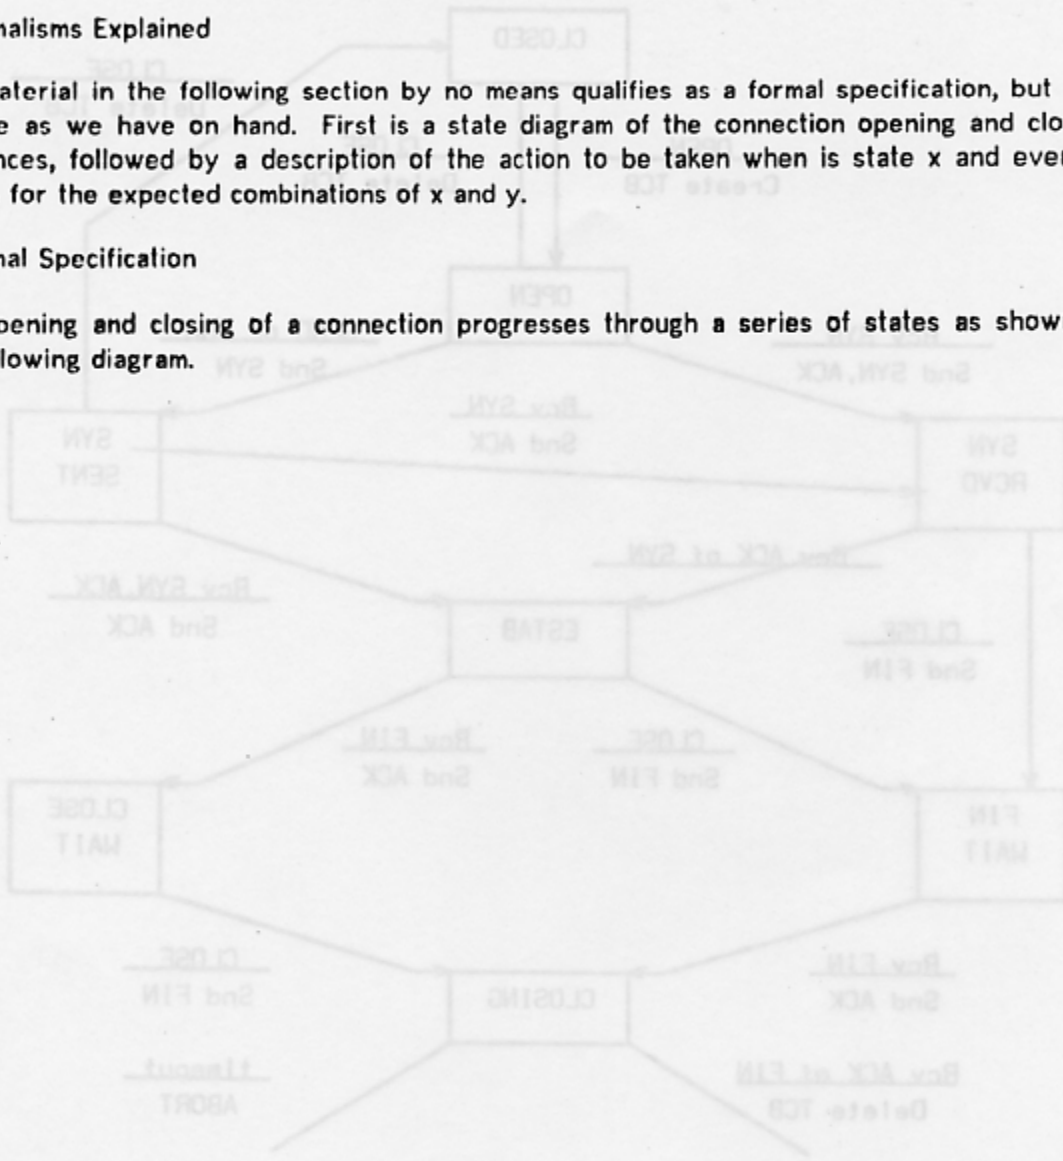 nalisms Explained
aterial in the following section by no means qualifies as a formal specification, but
e as we have on hand. First is a state diagram of the connection opening and clo
nces, followed by a description of the action to be taken when is state x and ever
for the expected combinations of x and y.
nal Specification
pening and closing of a connection progresses through a series of states as show
lowing diagram.
CLOSED
CLOSE
Delete TCB
Create TCB
OPEN
Snd SYN
Snd SYN,ACK
Rcv SYN
Snd ACK
SYN
SENT
SYN
RCVD
Rcv ACK of SYN
Rcv SYN,ACK
Snd ACK
ESTAB
CLOSE
Snd FIN
Rcv FIN
Snd ACK
CLOSE
Snd FIN
CLOSE
WAIT
FIN
WAIT
CLOSE
Snd FIN
CLOSING
Rcv FIN
Snd ACK
timeout
ABORT
Rcv ACK of FIN
Delete TCB